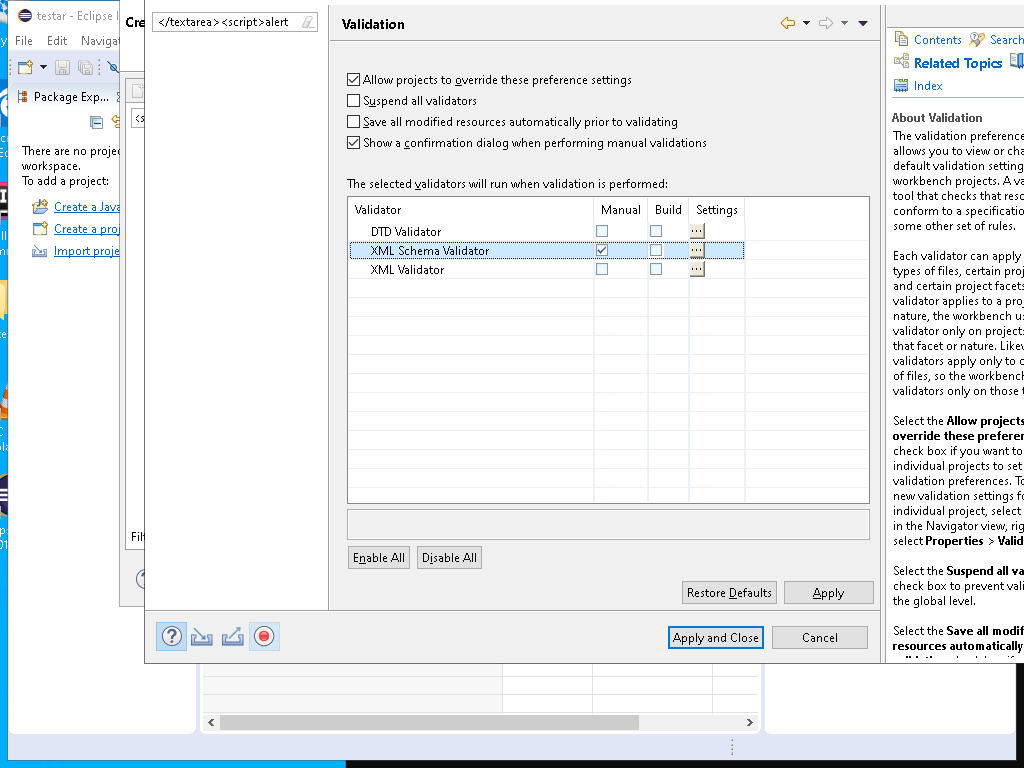 testar - Eclipse
File Edit Naviga
Package Exp...
There are no proje
workspace.
To add a project:
Create a Java
Create a proj
Import proje
Cre
</textarea><script>alert
Validation
Allow projects to override these preference settings
Suspend all validators
Save all modified resources automatically prior to validating
Show a confirmation dialog when performing manual validations
The selected validators will run when validation is performed:
Validator Manual Build Settings
DTD Validator ...
XML Schema Validator ...
XML Validator ...
Enable All Disable All
Restore Defaults Apply
Apply and Close Cancel
Contents Search
Related Topics
Index
About Validation
The validation preference
allows you to view or cha
default validation setting
workbench projects. A va
tool that checks that reso
conform to a specificatio
some other set of rules.
Each validator can apply
types of files, certain proj
and certain project facets
validator applies to a proj
nature, the workbench u
validator only on project
that facet or nature. Likev
validators apply only to c
of files, so the workbench
validators only on those
Select the Allow projects
override these preferen
check box if you want to
individual projects to set
validation preferences. To
new validation settings fo
individual project, select
in the Navigator view, rig
select Properties > Valid
Select the Suspend all va
check box to prevent vali
the global level.
Select the Save all modif
resources automatically